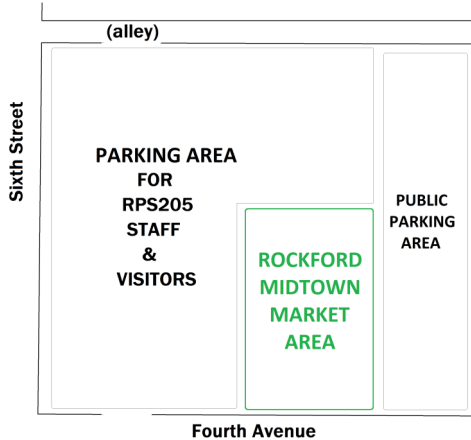 (alley)
Sixth Street
PARKING AREA
FOR
RPS205
STAFF
&
VISITORS
PUBLIC
PARKING
AREA
ROCKFORD
MIDTOWN
MARKET
AREA
Fourth Avenue